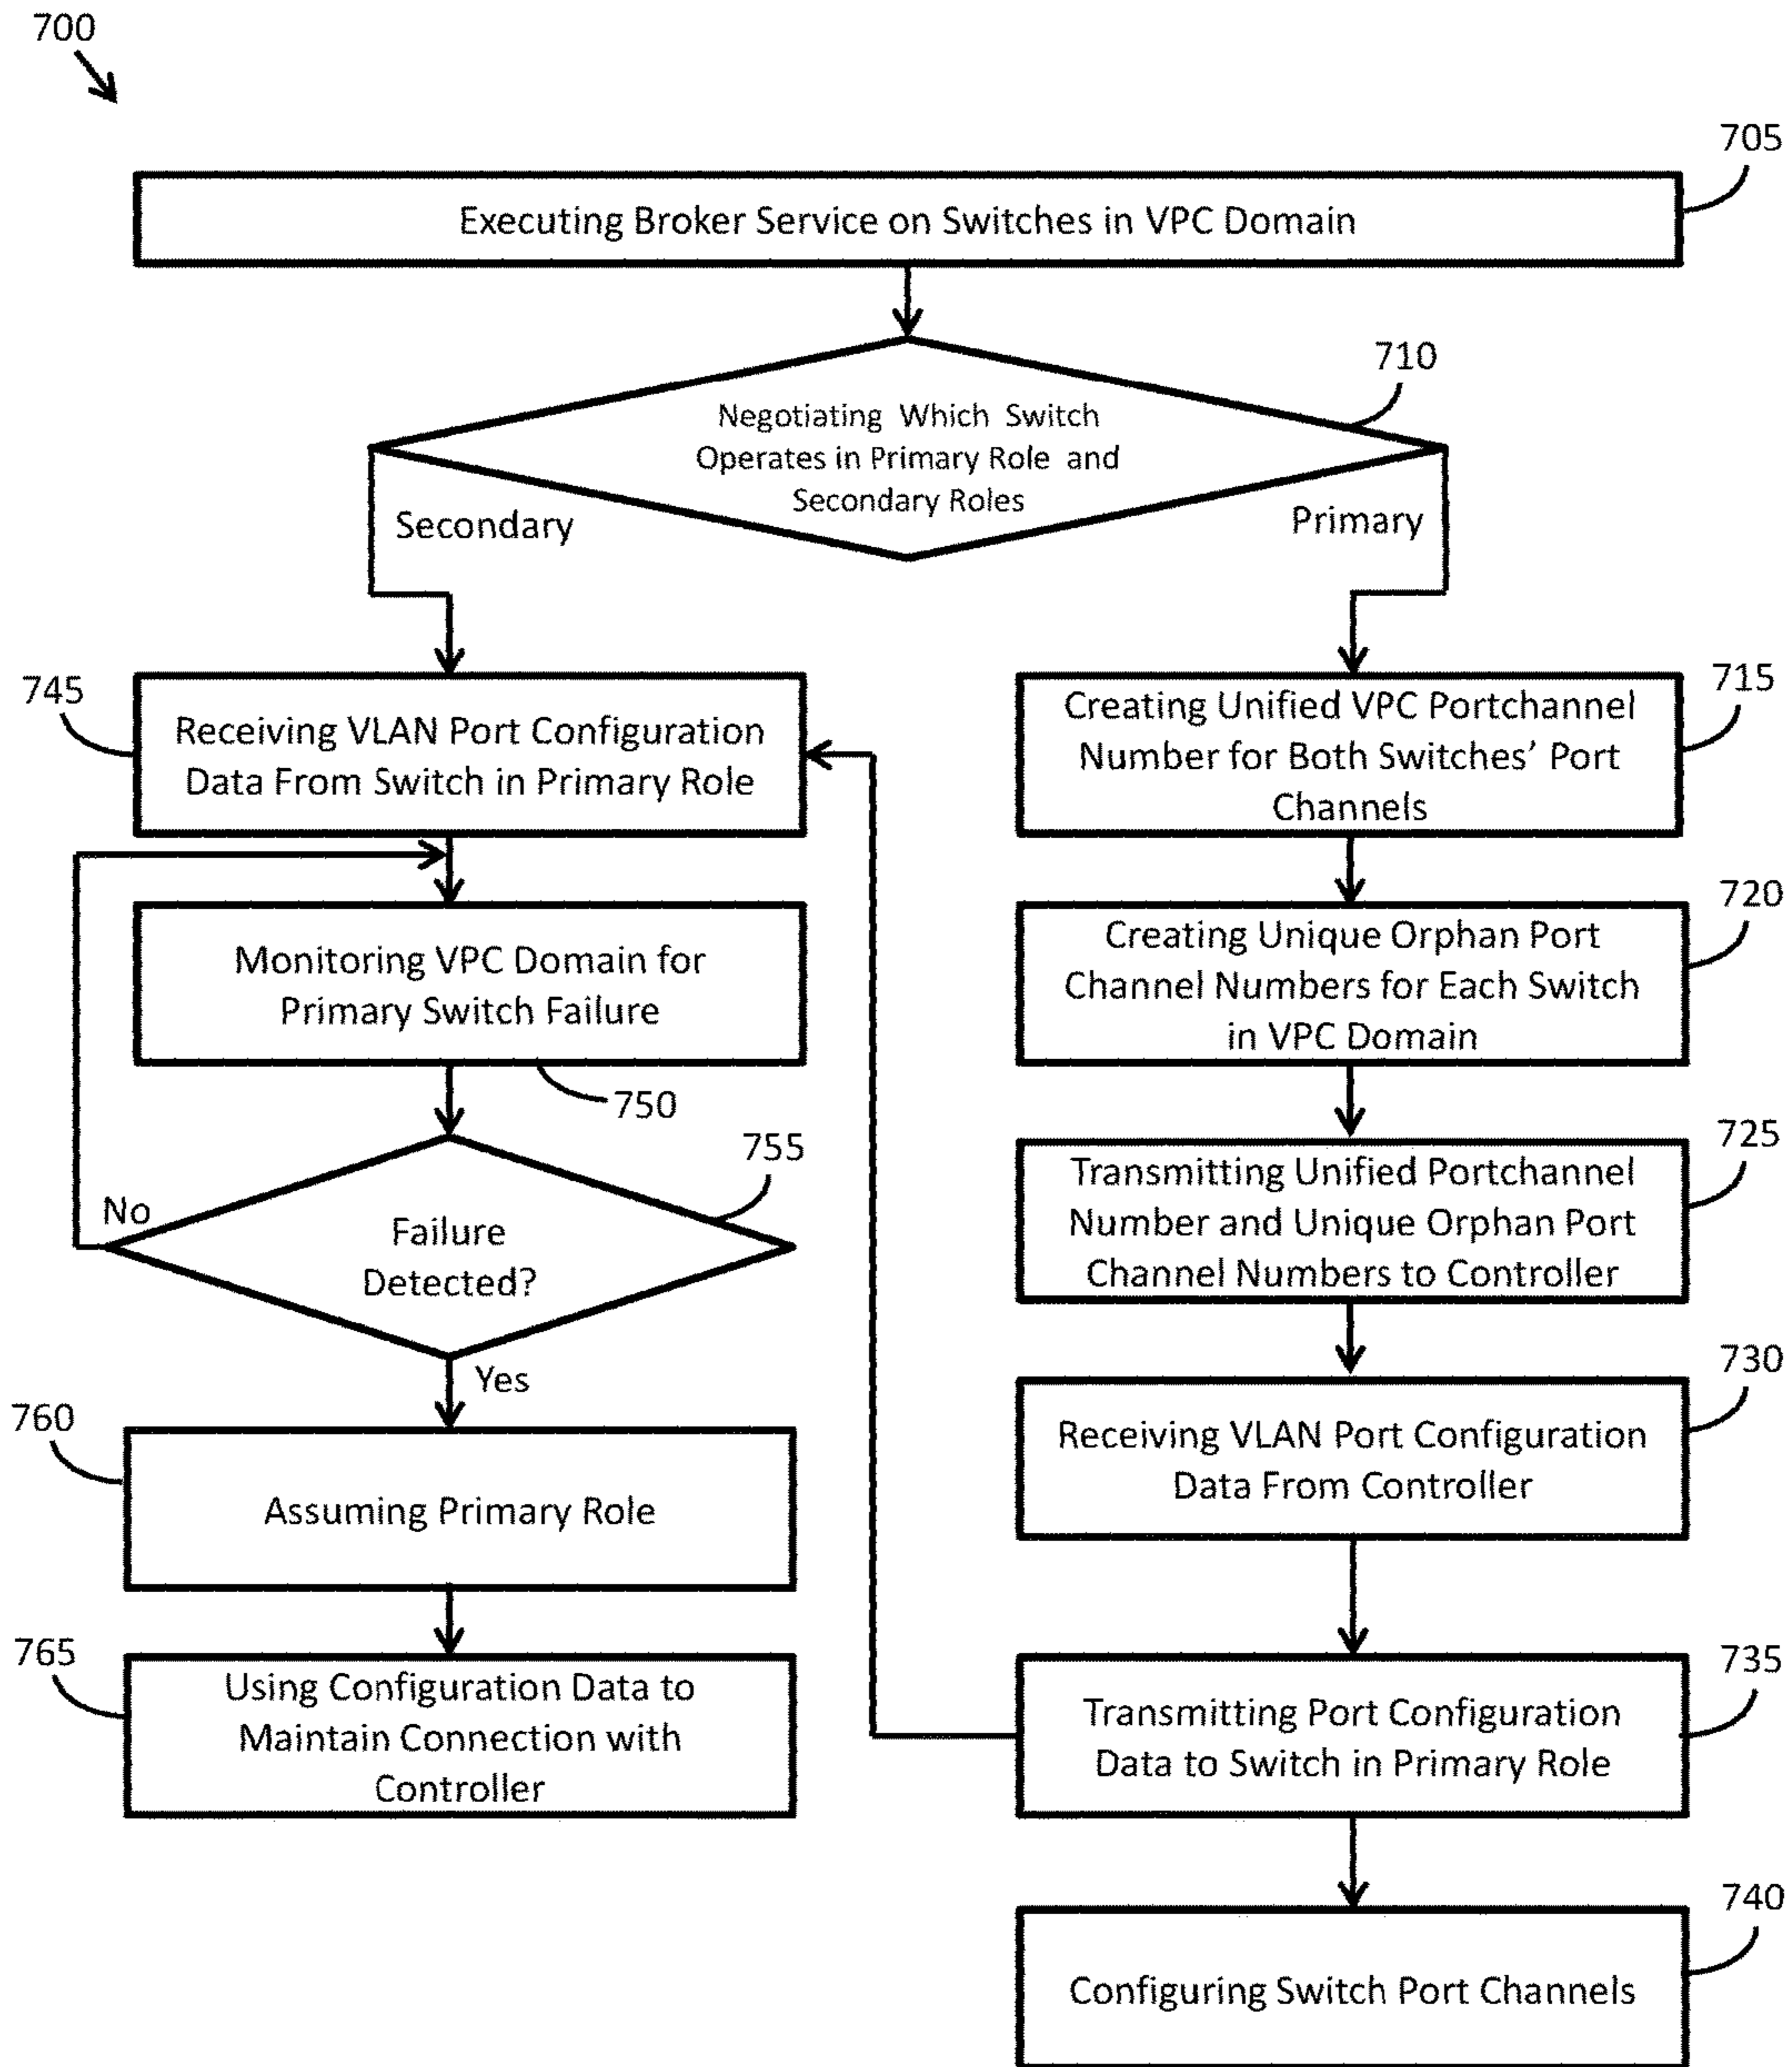 700
705
Executing Broker Service on Switches in VPC Domain
710
Negotiating Which Switch
Operates in Primary Role and
Secondary Roles
Secondary
Primary
745
Receiving VLAN Port Configuration
Data From Switch in Primary Role
715
Creating Unified VPC Portchannel
Number for Both Switches’ Port
Channels
Monitoring VPC Domain for
Primary Switch Failure
750
720
Creating Unique Orphan Port
Channel Numbers for Each Switch
in VPC Domain
755
No
Failure
Detected?
Yes
725
Transmitting Unified Portchannel
Number and Unique Orphan Port
Channel Numbers to Controller
760
Assuming Primary Role
730
Receiving VLAN Port Configuration
Data From Controller
765
Using Configuration Data to
Maintain Connection with
Controller
735
Transmitting Port Configuration
Data to Switch in Primary Role
740
Configuring Switch Port Channels